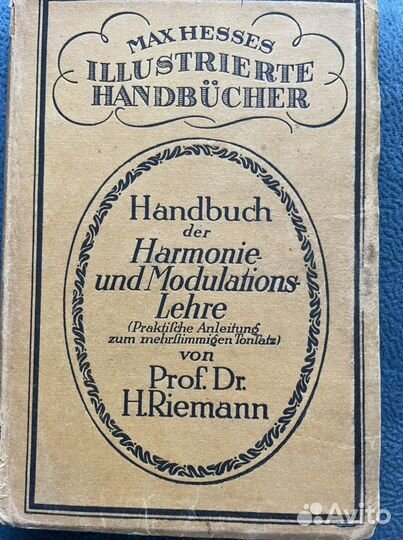 MAX HESSES
ILLUSTRIERTE
HANDBÜCHER
Handbuch
der
Harmonie-
und Modulations-
Lehre
(Praktiſche Anleitung
zum mehrſtimmigen Tonſatz)
von
Prof. Dr.
H. Riemann
Avito